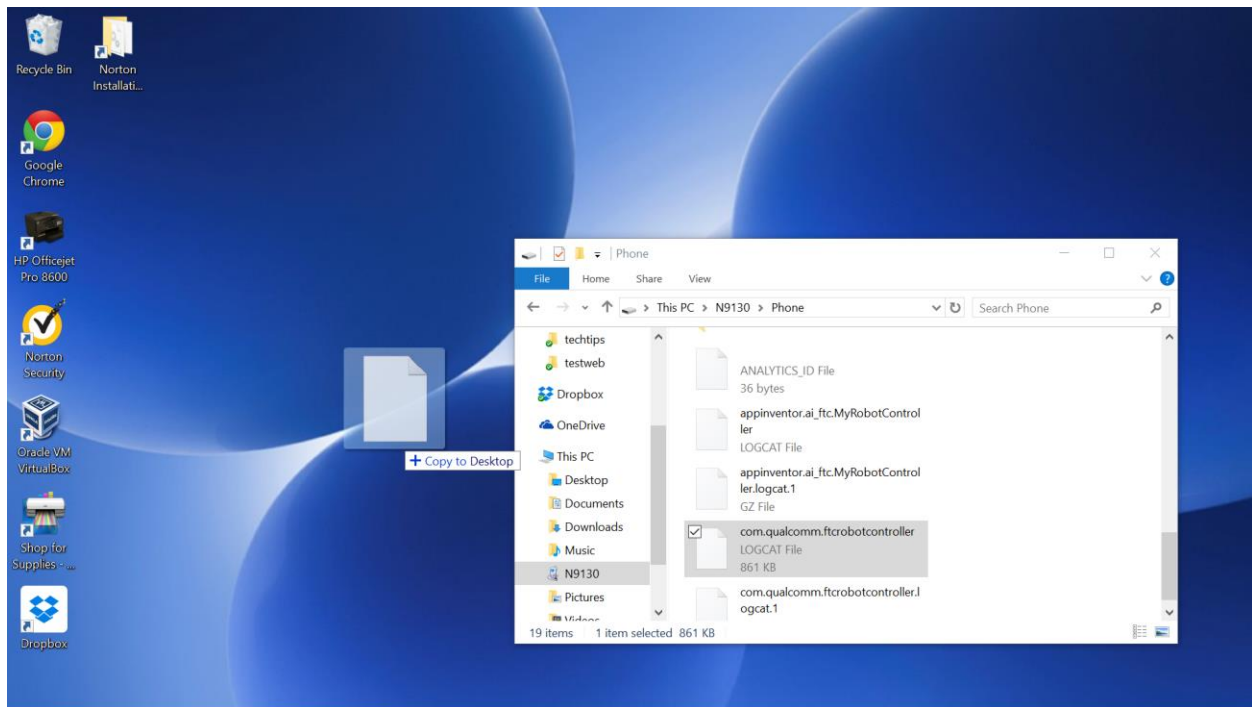 Recycle Bin
Norton
Installati...
Google
Chrome
HP Officejet
Pro 8600
Norton
Security
Oracle VM
VirtualBox
Shop for
Supplies - ...
Dropbox
Copy to Desktop
Phone
File Home Share View
This PC > N9130 > Phone
Search Phone
techtips
testweb
Dropbox
OneDrive
This PC
Desktop
Documents
Downloads
Music
N9130
Pictures
Videos
ANALYTICS_ID File
36 bytes
appinventor.ai_ftc.MyRobotControl
ler
LOGCAT File
appinventor.ai_ftc.MyRobotControl
ler.logcat.1
GZ File
com.qualcomm.ftcrobotcontroller
LOGCAT File
861 KB
com.qualcomm.ftcrobotcontroller.l
ogcat.1
19 items 1 item selected 861 KB